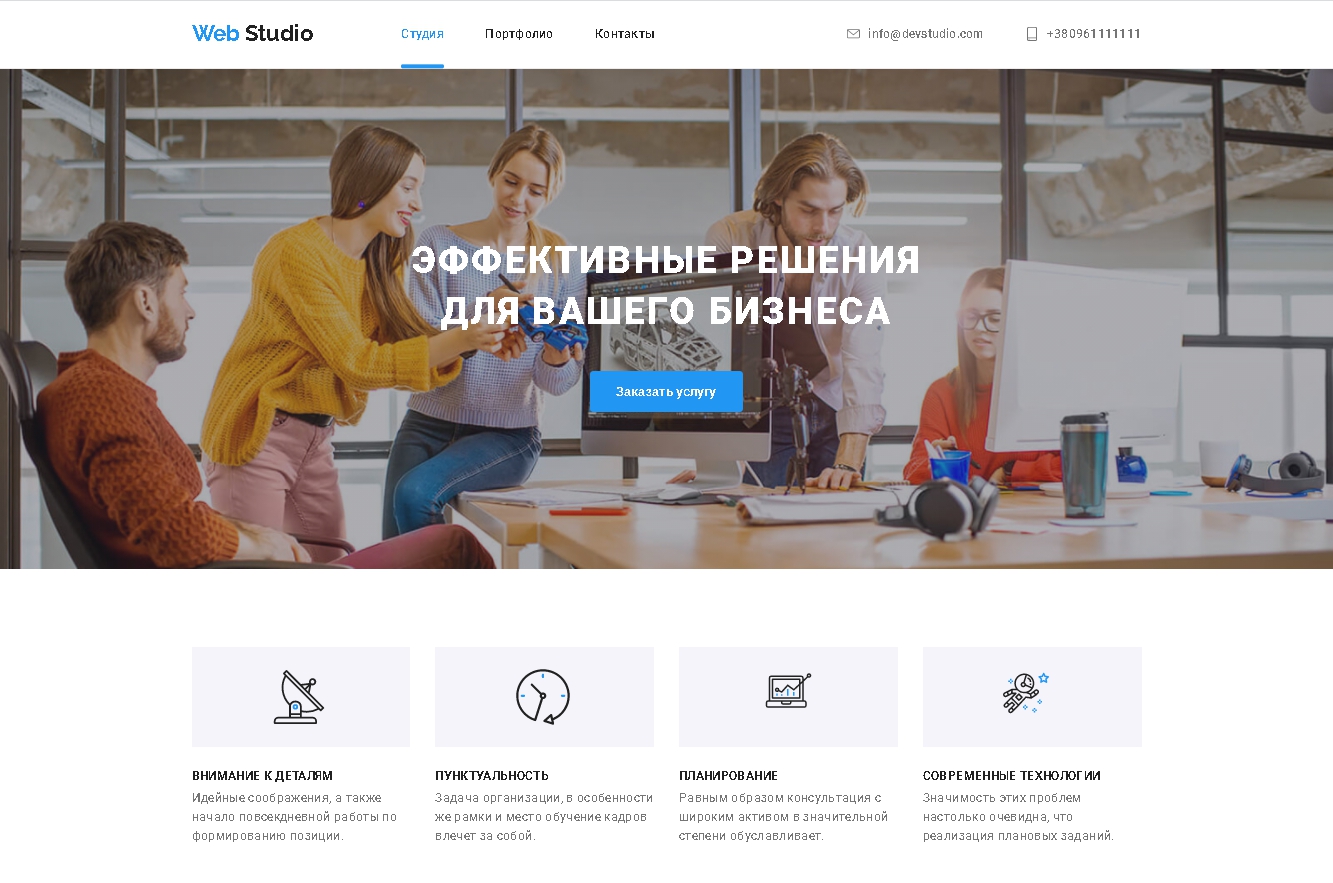 Web Studio
Студия
Портфолио
Контакты
info@devstudio.com
+380961111111
ЭФФЕКТИВНЫЕ РЕШЕНИЯ
ДЛЯ ВАШЕГО БИЗНЕСА
Заказать услугу
ВНИМАНИЕ К ДЕТАЛЯМ
Идейные соображения, а также
начало повседневной работы по
формированию позиции.
ПУНКТУАЛЬНОСТЬ
Задача организации, в особенности
же рамки и место обучение кадров
влечет за собой.
ПЛАНИРОВАНИЕ
Равным образом консультация с
широким активом в значительной
степени обуславливает.
СОВРЕМЕННЫЕ ТЕХНОЛОГИИ
Значимость этих проблем
настолько очевидна, что
реализация плановых заданий.